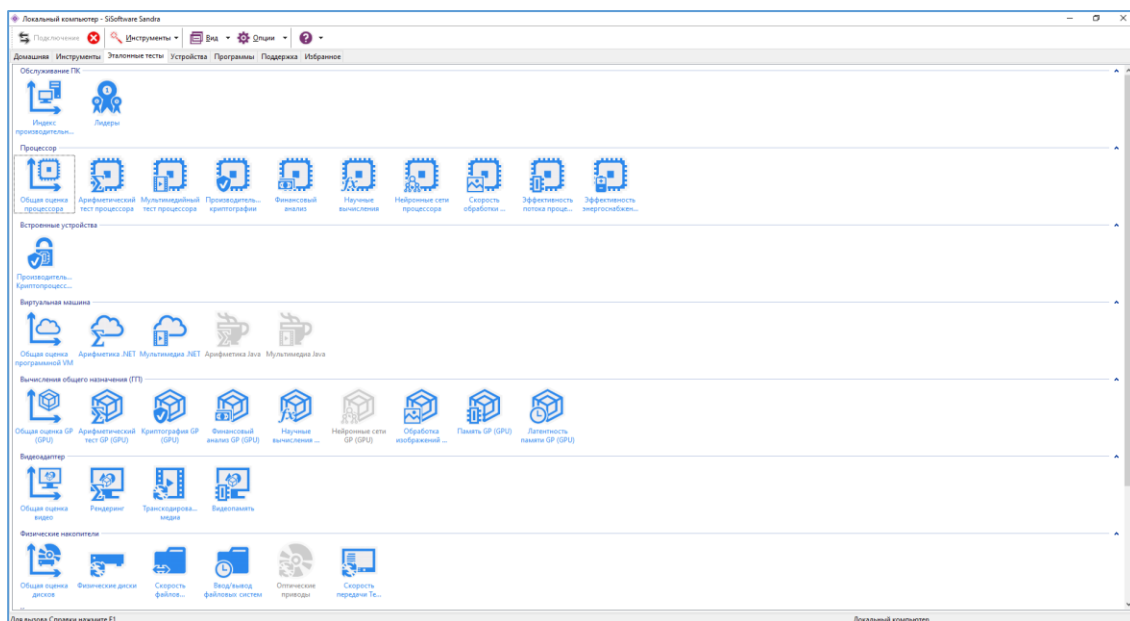 Локальный компьютер - SiSoftware Sandra
Подключение Инструменты Вид Опции
Домашняя Инструменты Эталонные тесты Устройства Программы Поддержка Избранное
Обслуживание ПК
Индекс производительн...
Лидеры
Процессор
Общая оценка процессора
Арифметический тест процессора
Мультимедийный тест процессора
Производитель... криптографии
Финансовый анализ
Научные вычисления
Нейронные сети процессора
Скорость обработки ...
Эффективность потока проце...
Эффективность энергоснабжен...
Встроенные устройства
Производитель... Криптопроцесс...
Виртуальная машина
Общая оценка программной VM
Арифметика .NET
Мультимедиа .NET
Арифметика Java
Мультимедиа Java
Вычисления общего назначения (ГП)
Общая оценка GP (GPU)
Арифметический тест GP (GPU)
Криптография GP (GPU)
Финансовый анализ GP (GPU)
Научные вычисления ...
Нейронные сети GP (GPU)
Обработка изображений ...
Память GP (GPU)
Латентность памяти GP (GPU)
Видеоадаптер
Общая оценка видео
Рендеринг
Транскодирова... медиа
Видеопамять
Физические накопители
Общая оценка дисков
Физические диски
Скорость файлов...
Ввод/вывод файловых систем
Оптические приводы
Скорость передачи Te...
Для вызова Справки нажмите F1
Локальный компьютер